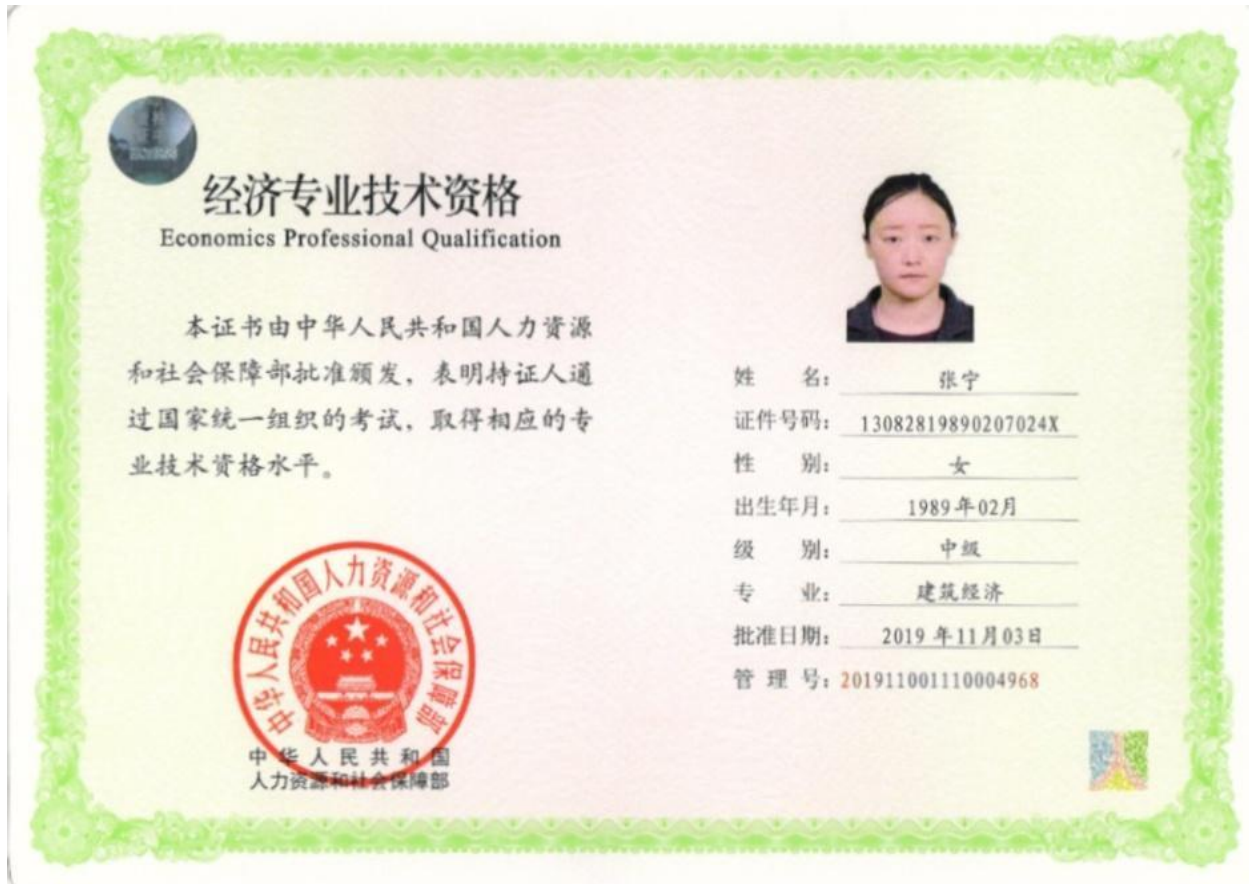 经济专业技术资格
Economics Professional Qualification
本证书由中华人民共和国人力资源
和社会保障部批准颁发，表明持证人通
过国家统一组织的考试，取得相应的专
业技术资格水平。
中华人民共和国人力资源和社会保障部
中华人民共和国
人力资源和社会保障部
姓 名：张宁
证件号码：13082819890207024X
性 别：女
出生年月：1989年02月
级 别：中级
专 业：建筑经济
批准日期：2019 年11月03日
管 理 号：201911001110004968